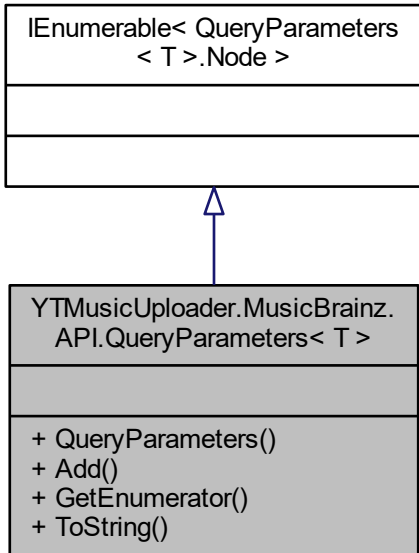 IEnumerable< QueryParameters
< T >.Node >
YTMusicUploader.MusicBrainz.
API.QueryParameters< T >
+ QueryParameters()
+ Add()
+ GetEnumerator()
+ ToString()